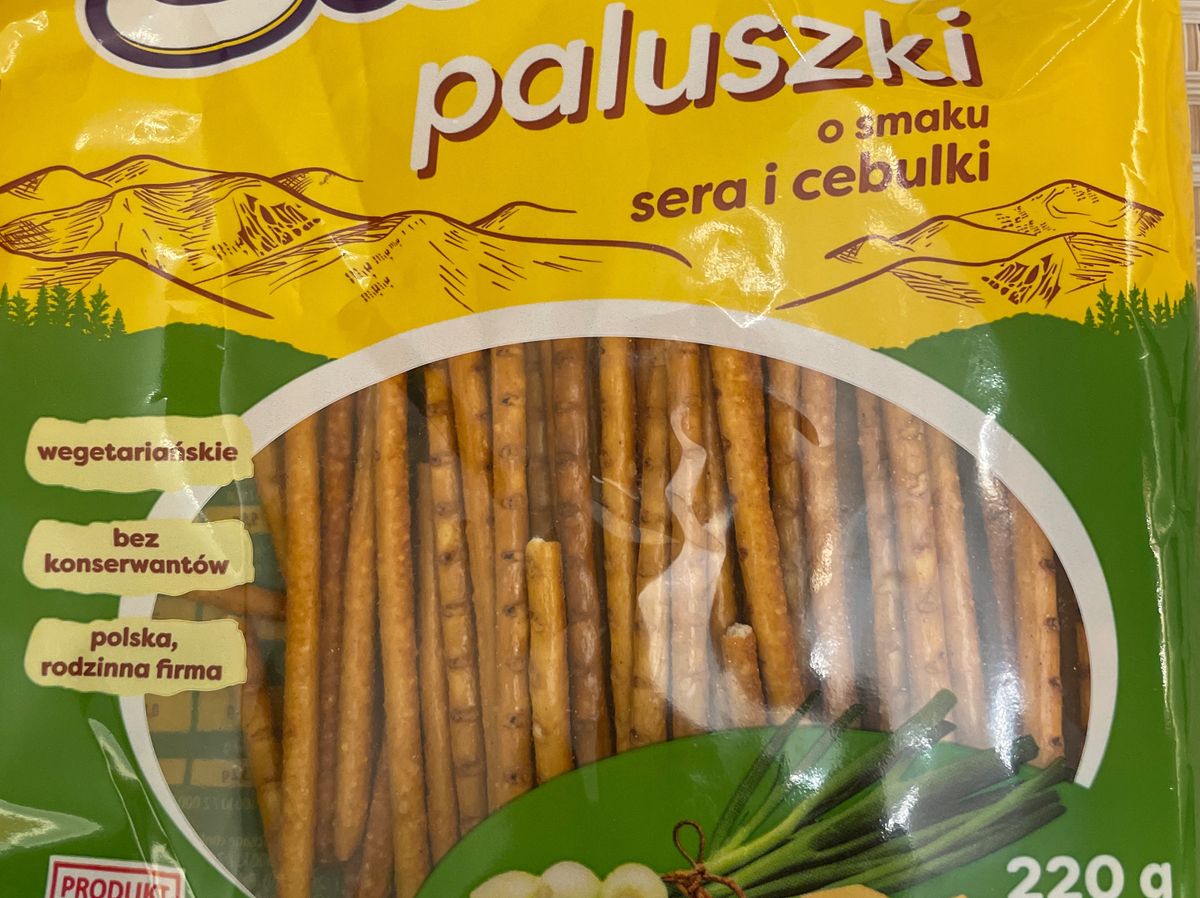 paluszki
o smaku
sera i cebulki
wegetariańskie
bez
konserwantów
polska,
rodzinna firma
PRODUKT
220 g